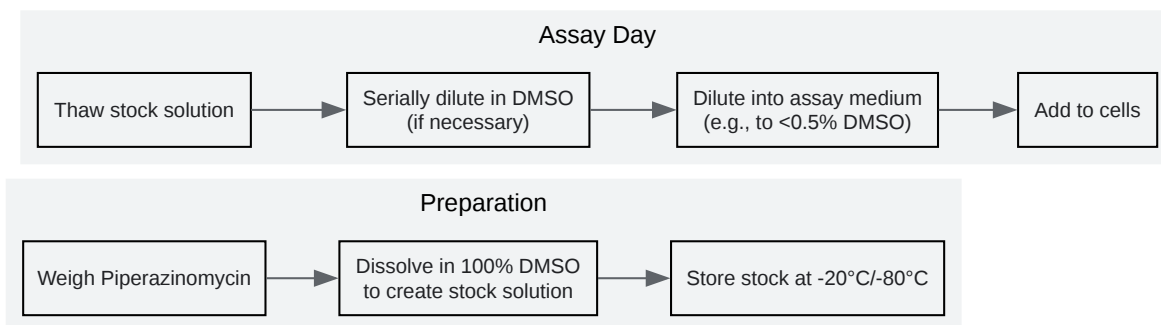 Assay Day
Thaw stock solution
Serially dilute in DMSO
(if necessary)
Dilute into assay medium
(e.g., to <0.5% DMSO)
Add to cells
Preparation
Weigh Piperazinomycin
Dissolve in 100% DMSO
to create stock solution
Store stock at -20°C/-80°C